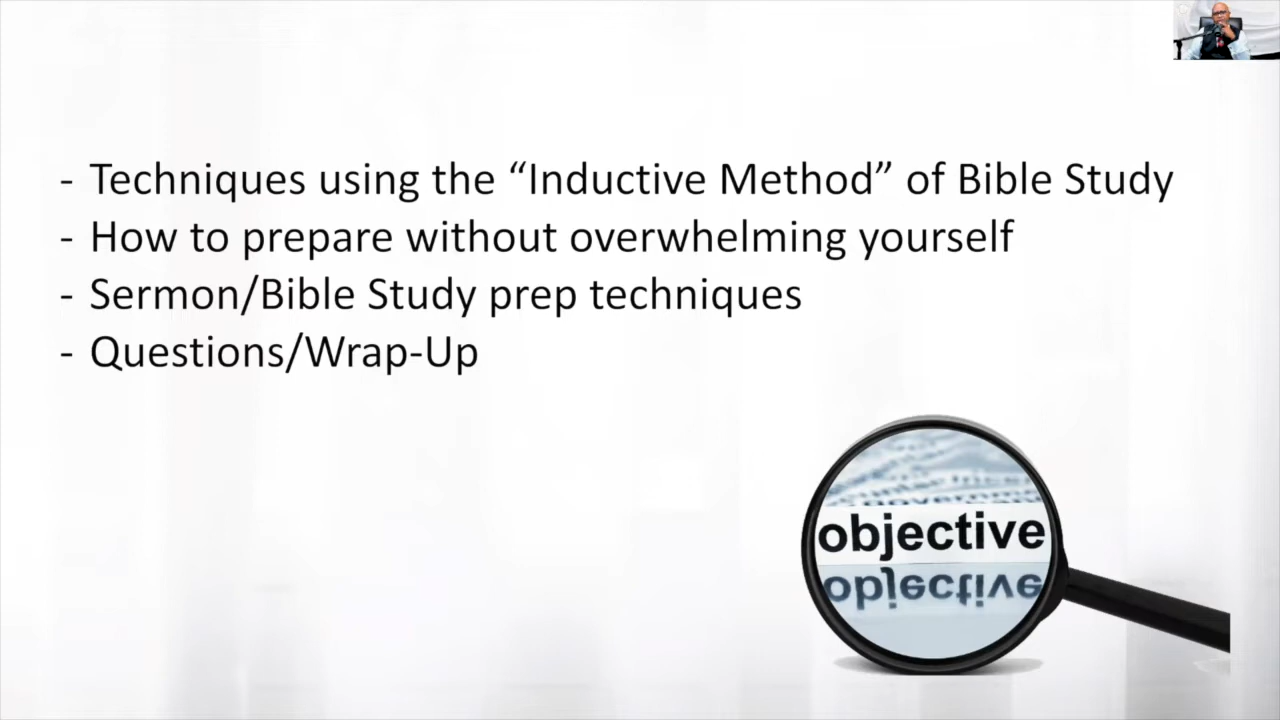 - Techniques using the “Inductive Method” of Bible Study
- How to prepare without overwhelming yourself
- Sermon/Bible Study prep techniques
- Questions/Wrap-Up
objective
objective